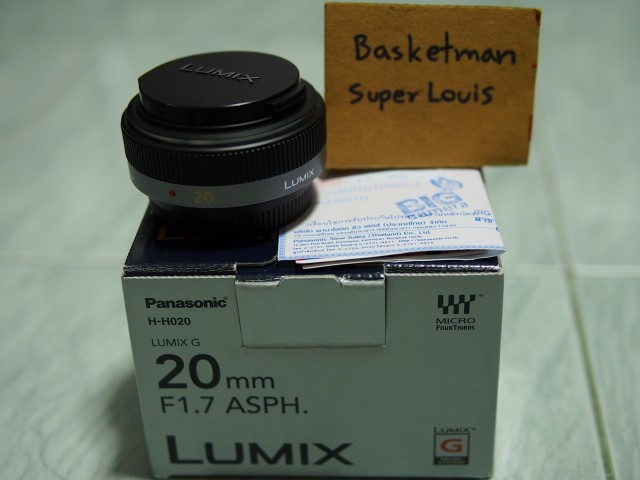 LUMIX
Basketman
Super Louis
20
LUMIX
BIG
camera
Panasonic
H-H020
LUMIX G
20mm
F1.7 ASPH.
LUMIX
MICRO
FOUR THIRDS
LUMIX
G